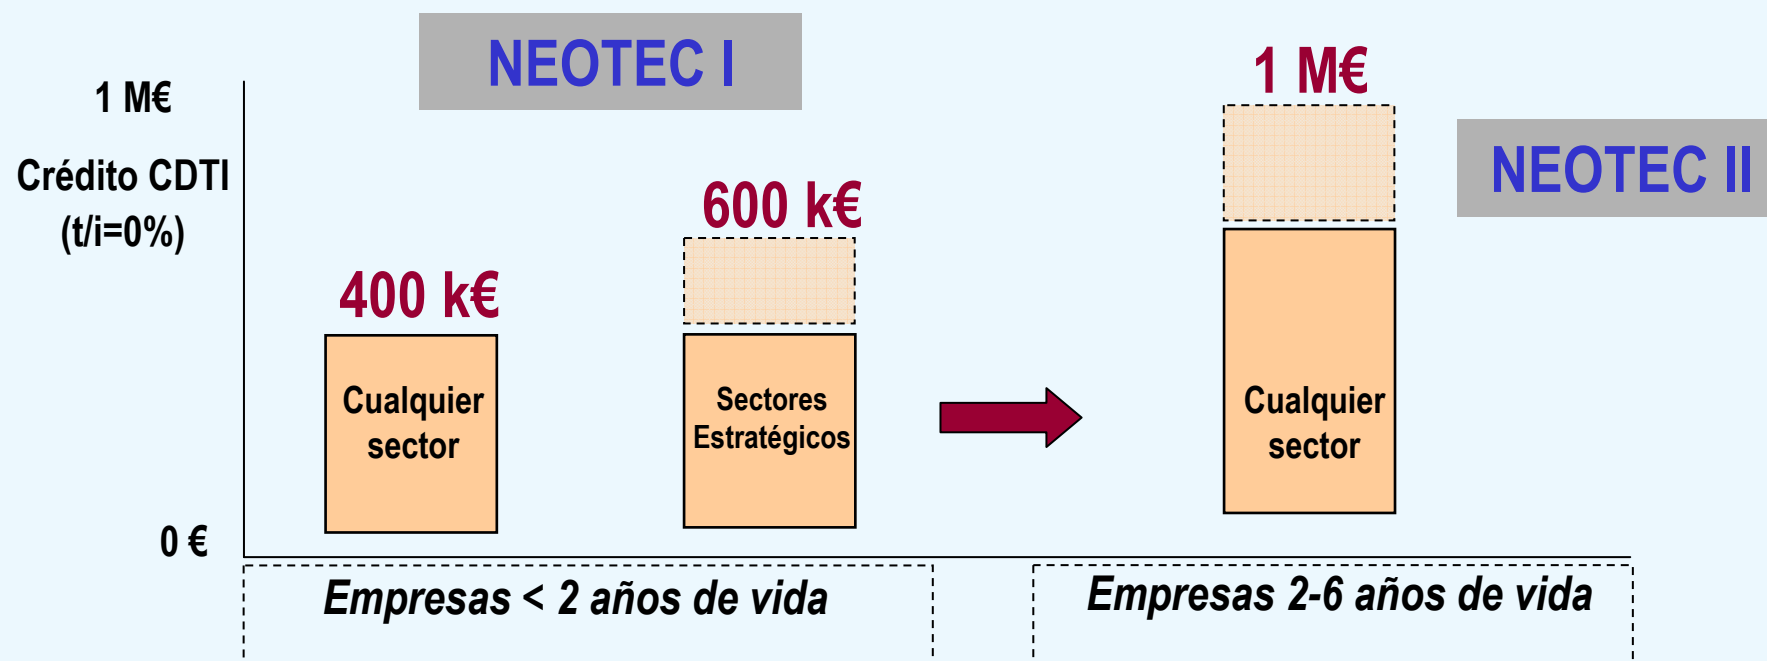 NEOTEC I
1 M€
1 M€
Crédito CDTI
(t/i=0%)
NEOTEC II
600 k€
400 k€
Cualquier
sector
Sectores
Estratégicos
Cualquier
sector
0 €
Empresas < 2 años de vida
Empresas 2-6 años de vida